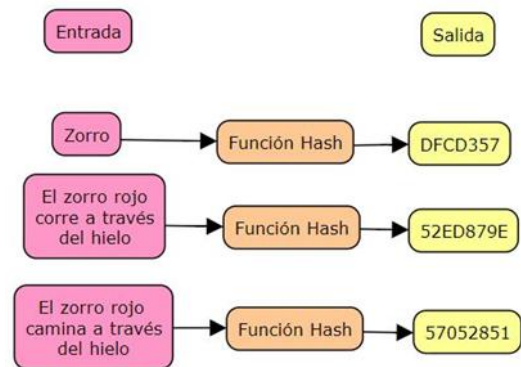 Entrada
Salida
Zorro
Función Hash
DFCD357
El zorro rojo
corre a través
del hielo
Función Hash
52ED879E
El zorro rojo
camina a través
del hielo
Función Hash
57052851